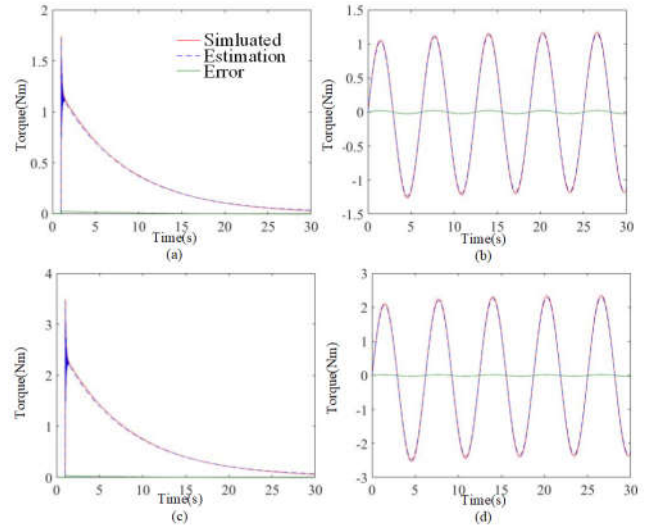 2
1.5
1
0.5
0
Torque(Nm)
Simluated
Estimation
Error
0 5 10 15 20 25 30
Time(s)
(a)
1.5
1
0.5
0
-0.5
-1
-1.5
Torque(Nm)
0 5 10 15 20 25 30
Time(s)
(b)
4
3
2
1
0
Torque(Nm)
0 5 10 15 20 25 30
Time(s)
(c)
3
2
1
0
-1
-2
-3
Torque(Nm)
0 5 10 15 20 25 30
Time(s)
(d)